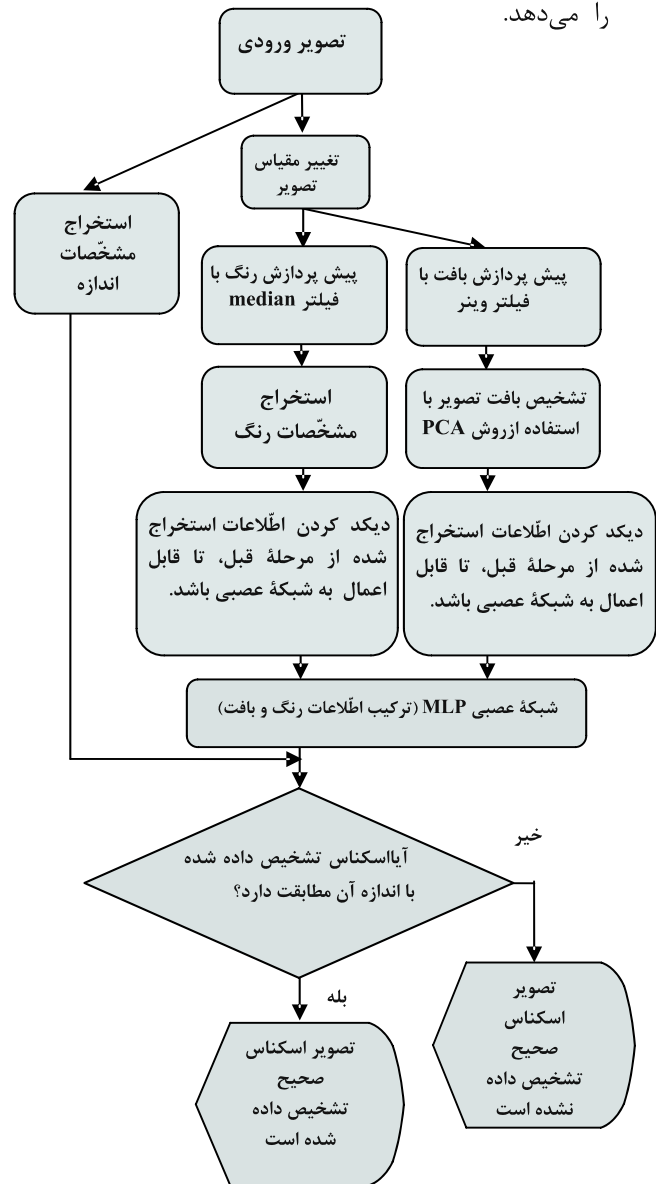 را می‌دهد.
تصویر ورودی
تغییر مقیاس
تصویر
استخراج
مشخّصات
اندازه
پیش پردازش رنگ با
فیلتر median
پیش پردازش بافت با
فیلتر وینر
استخراج
مشخّصات رنگ
تشخیص بافت تصویر با
استفاده ازروش PCA
دیکد کردن اطّلاعات استخراج
شده از مرحلهٔ قبل، تا قابل
اعمال به شبکهٔ عصبی باشد.
دیکد کردن اطّلاعات استخراج
شده از مرحلهٔ قبل، تا قابل
اعمال به شبکهٔ عصبی باشد.
شبکهٔ عصبی MLP (ترکیب اطّلاعات رنگ و بافت)
آیااسکناس تشخیص داده شده
با اندازه آن مطابقت دارد؟
خیر
بله
تصویر
اسکناس
صحیح
تشخیص داده
نشده است
تصویر اسکناس
صحیح
تشخیص داده
شده است